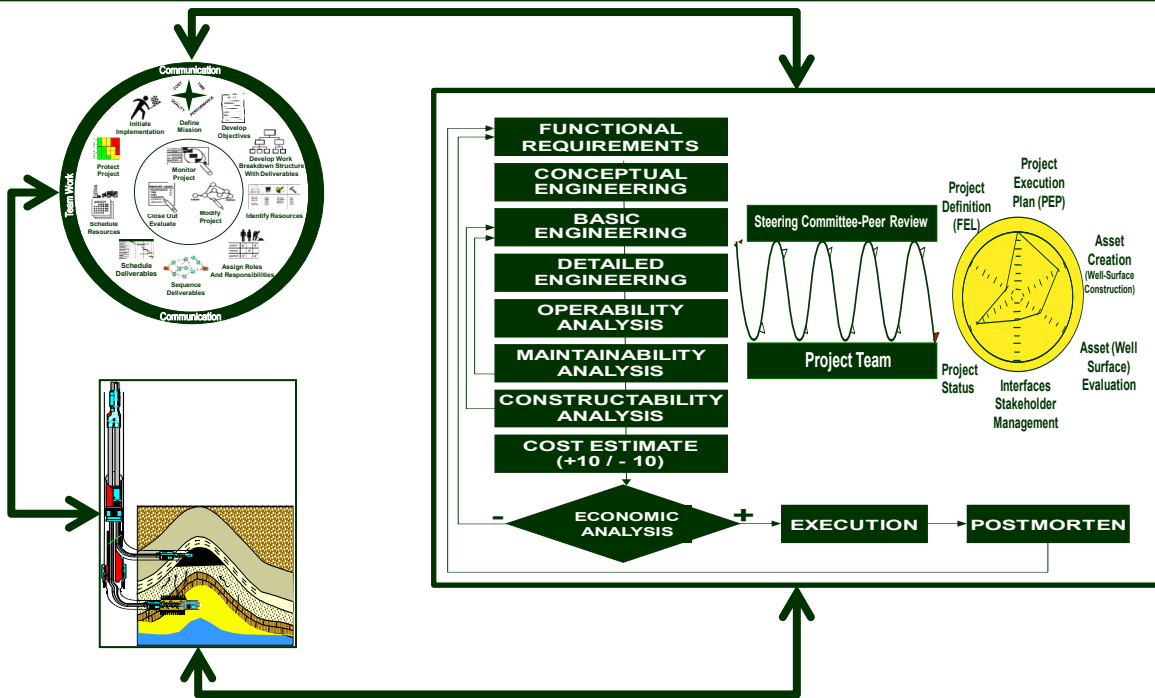 Communication
COST
TIME
QUALITY
PERFORMANCE
Define
Mission
Develop
Objectives
Develop Work
Breakdown Structure
With Deliverables
Identify Resources
Assign Roles
And Responsibilities
Sequence
Deliverables
Schedule
Deliverables
Schedule
Resources
Protect
Project
Initiate
Implementation
Monitor
Project
Modify
Project
Close Out
Evaluate
Team Work
Communication
FUNCTIONAL
REQUIREMENTS
CONCEPTUAL
ENGINEERING
BASIC
ENGINEERING
DETAILED
ENGINEERING
OPERABILITY
ANALYSIS
MAINTAINABILITY
ANALYSIS
CONSTRUCTABILITY
ANALYSIS
COST ESTIMATE
(+10 / - 10)
ECONOMIC
ANALYSIS
-
+
EXECUTION
POSTMORTEN
Steering Committee-Peer Review
Project Team
Project
Definition
(FEL)
Project
Execution
Plan (PEP)
Asset
Creation
(Well-Surface
Construction)
Asset (Well
Surface)
Evaluation
Interfaces
Stakeholder
Management
Project
Status